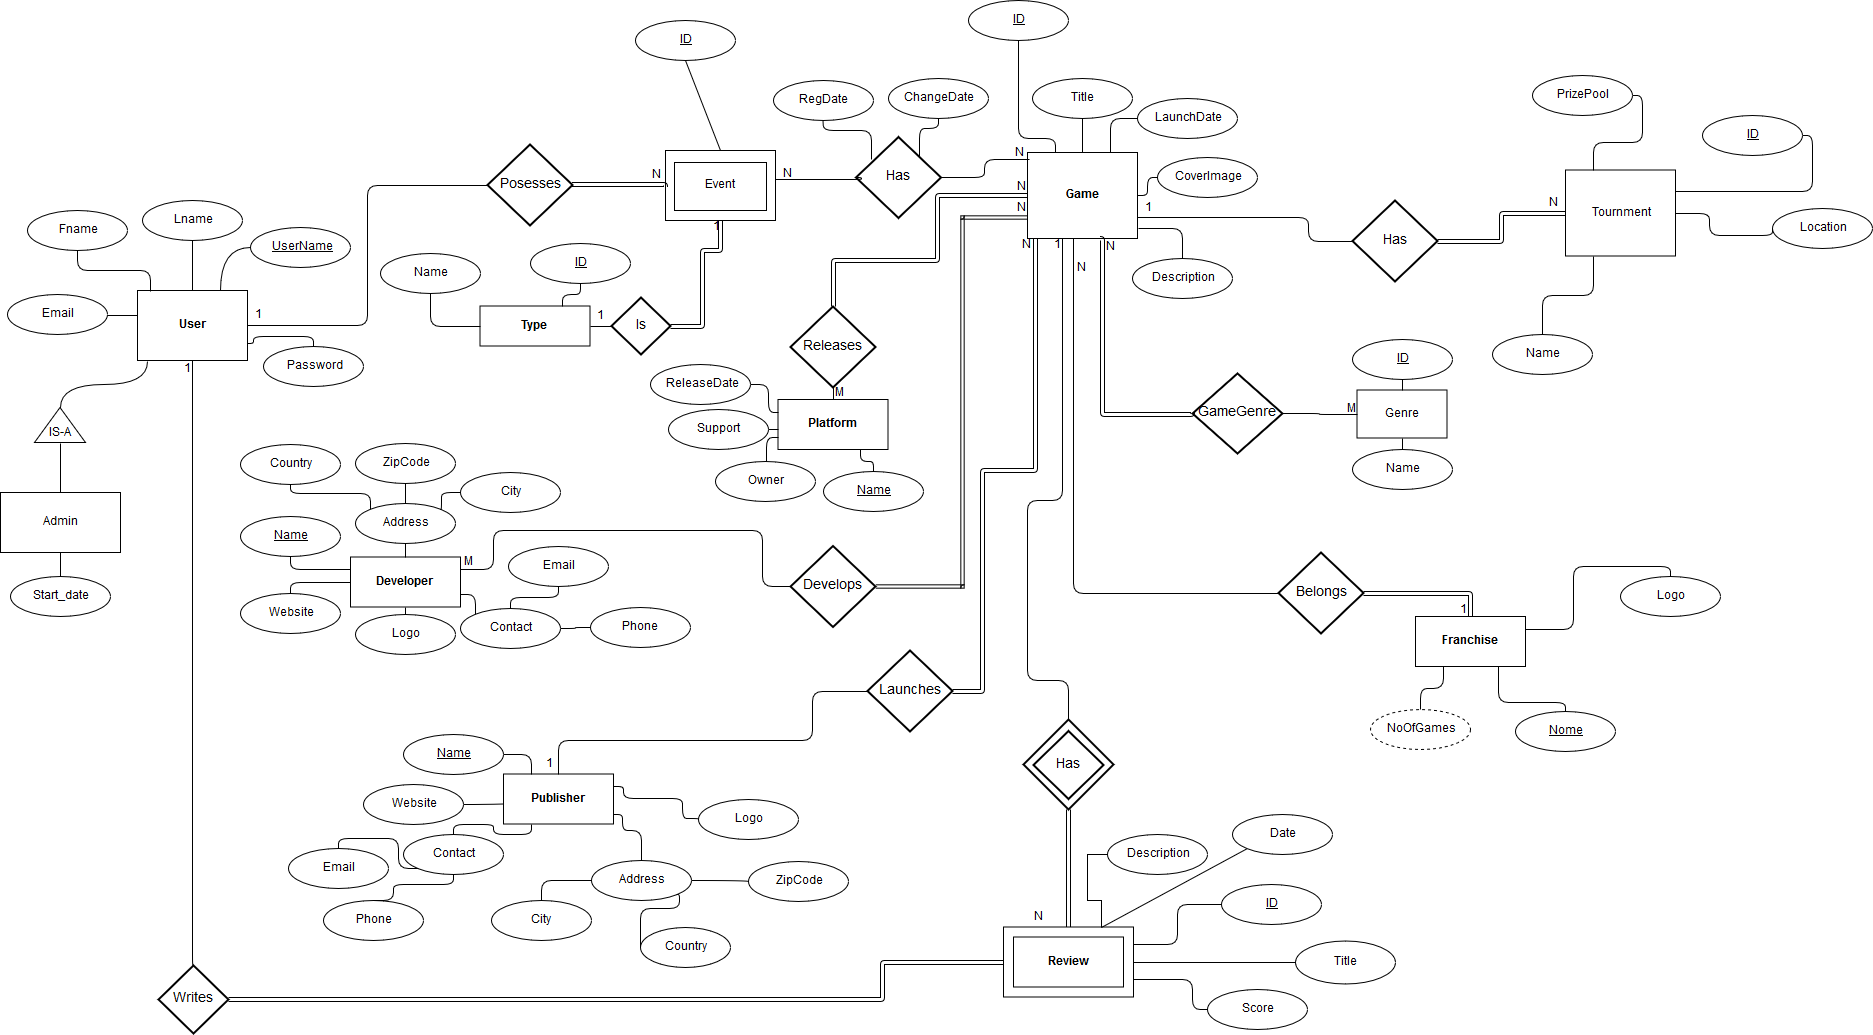 ID
ID
Title
RegDate
ChangeDate
LaunchDate
PrizePool
ID
N
Posesses
N
Event
N
Has
N
CoverImage
N
Game
N
1
N
Tournment
Has
Location
Fname
Lname
UserName
1
N
1
N
N
Description
Name
ID
Email
User
1
Type
1
Is
Releases
Name
Password
1
ID
ReleaseDate
M
Support
Platform
GameGenre
M
Genre
IS-A
Country
ZipCode
City
Owner
Name
Name
Admin
Address
Name
M
Email
Start_date
Developer
Develops
Belongs
Logo
1
Website
Logo
Contact
Phone
Franchise
Launches
NoOfGames
Nome
Name
1
Has
Publisher
Website
Logo
Contact
Email
Address
ZipCode
Description
Date
Phone
City
Country
N
ID
Review
Title
Writes
Score